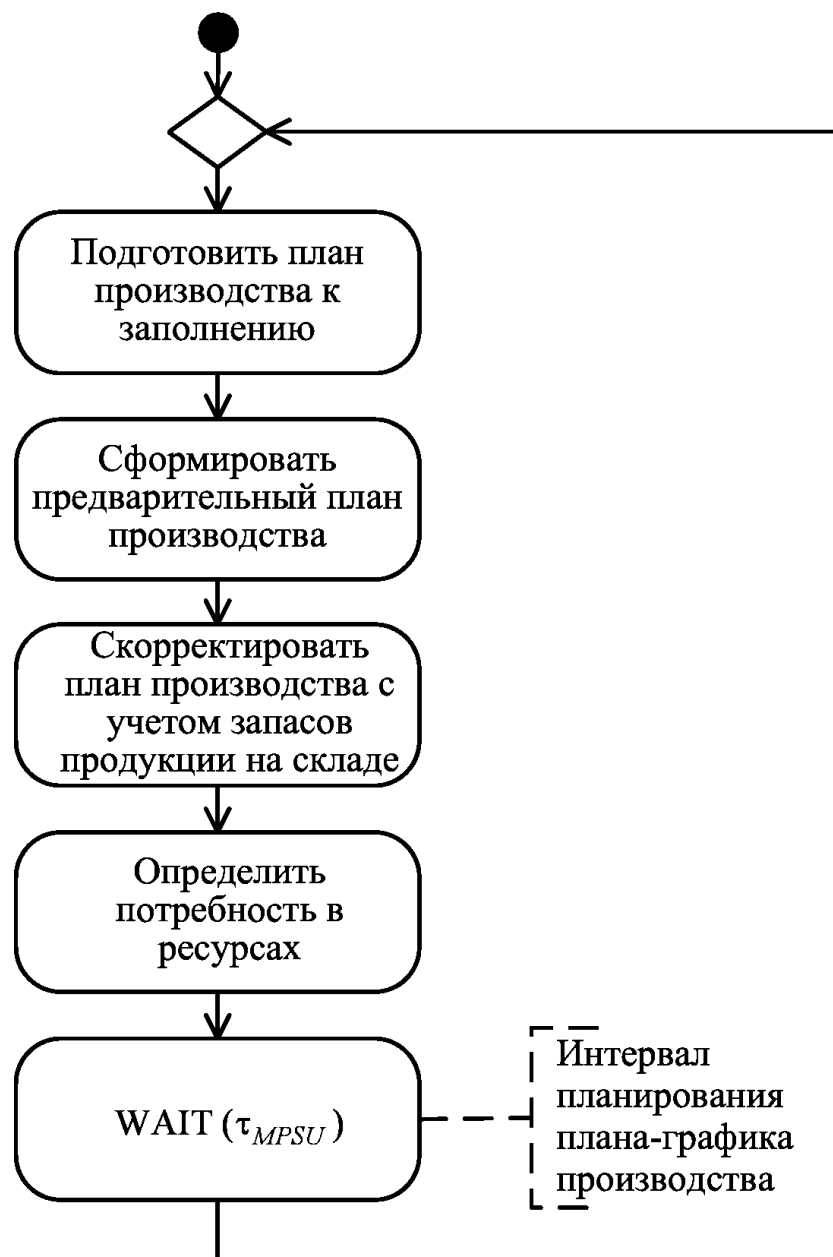 Подготовить план
производства к
заполнению
Сформировать
предварительный план
производства
Скорректировать
план производства с
учетом запасов
продукции на складе
Определить
потребность в
ресурсах
WAIT (τMPSU)
Интервал
планирования
плана-графика
производства